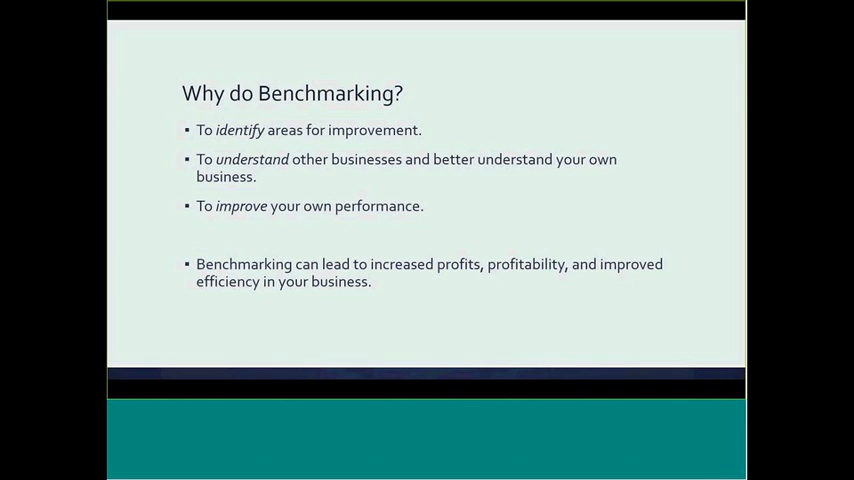 Why do Benchmarking?
▪ To identify areas for improvement.
▪ To understand other businesses and better understand your own
business.
▪ To improve your own performance.
▪ Benchmarking can lead to increased profits, profitability, and improved
efficiency in your business.